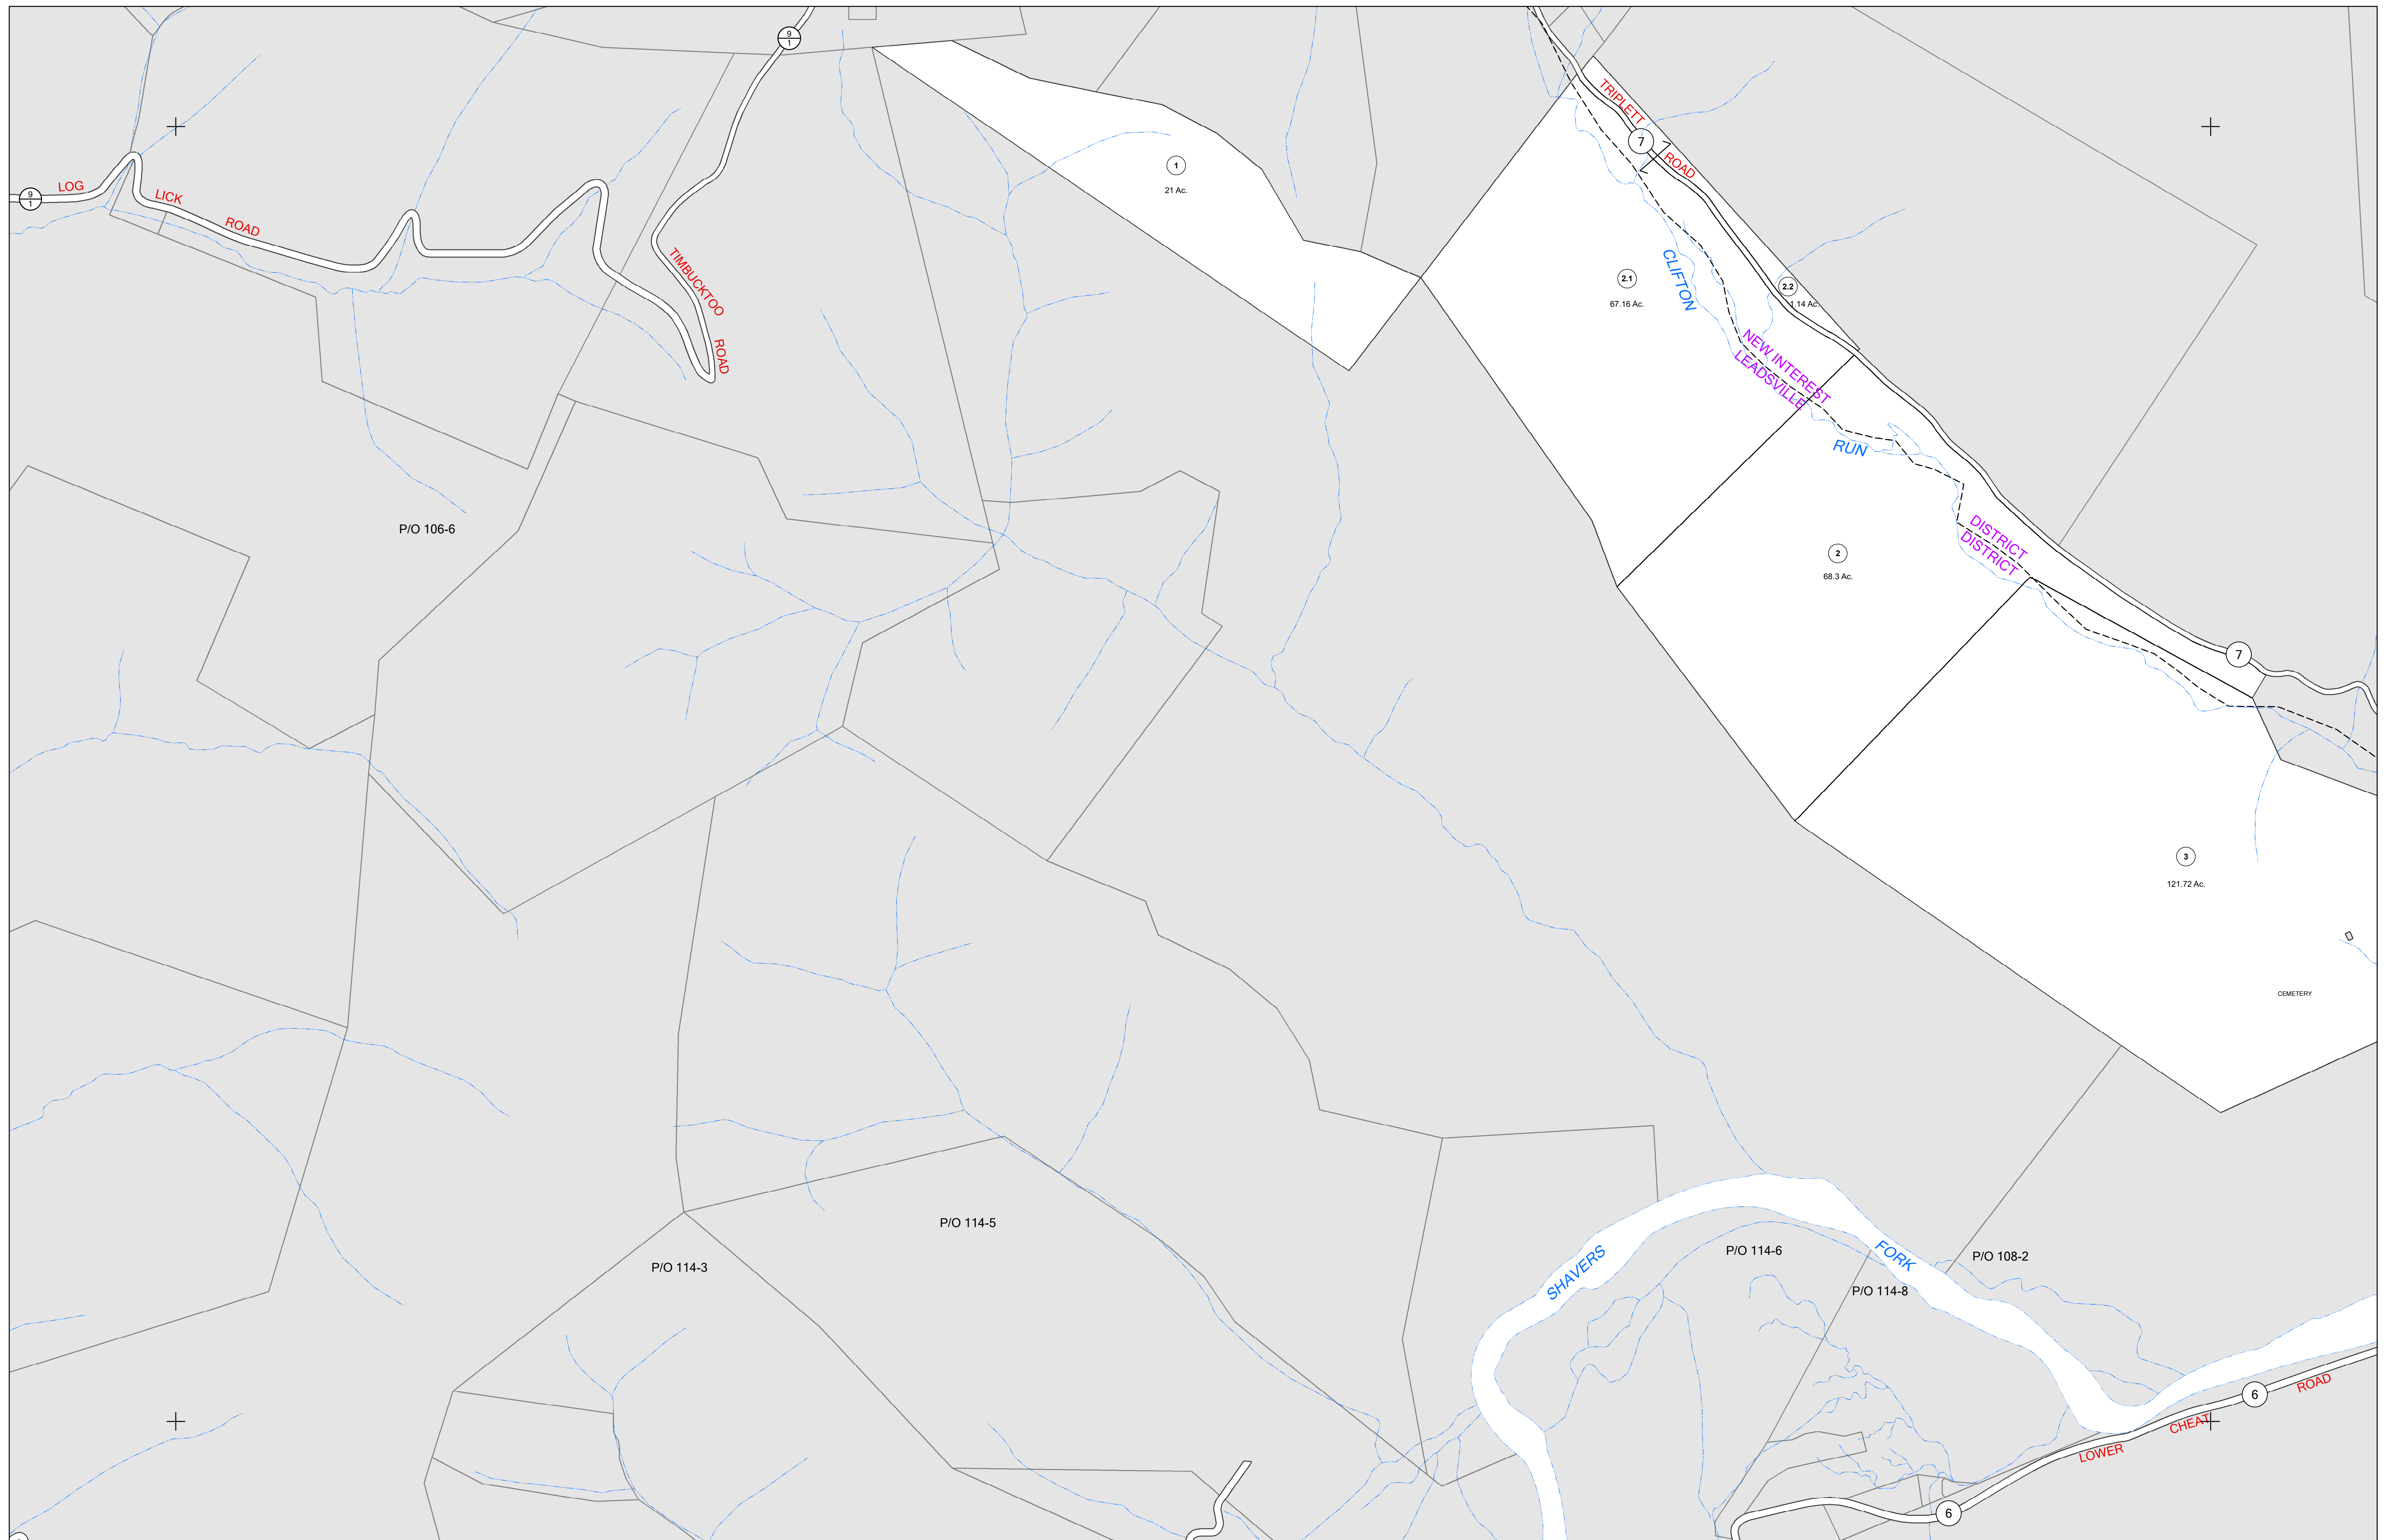 9
1
TRIPLETT
7
ROAD
1
21 Ac.
9
1
LOG
LICK
ROAD
TIMBUCKTOO
ROAD
CLIFTON
2.1
67.16 Ac.
2.2
1.14 Ac.
NEW INTEREST
LEADSVILLE
RUN
P/O 106-6
DISTRICT
DISTRICT
2
68.3 Ac.
7
3
121.72 Ac.
CEMETERY
P/O 114-5
P/O 114-3
SHAVERS
FORK
P/O 114-6
P/O 108-2
P/O 114-8
6
ROAD
CHEAT
LOWER
6